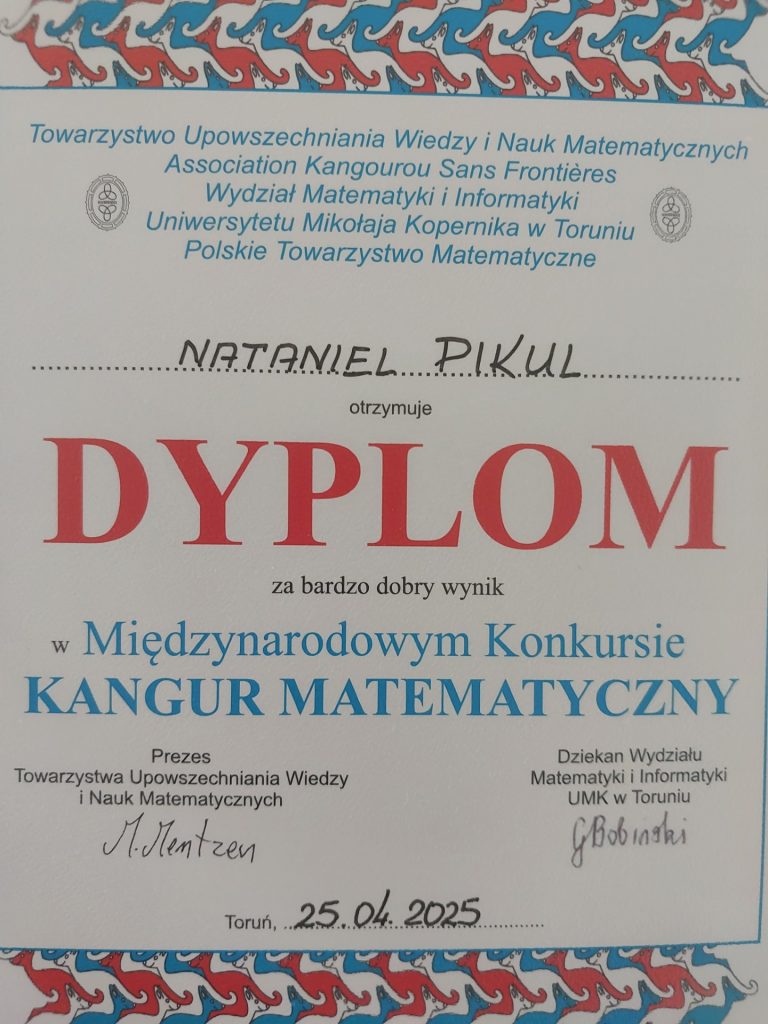 Towarzystwo Upowszechniania Wiedzy i Nauk Matematycznych
Association Kangourou Sans Frontières
Wydział Matematyki i Informatyki
Uniwersytetu Mikołaja Kopernika w Toruniu
Polskie Towarzystwo Matematyczne
NATANIEL PIKUL
otrzymuje
DYPLOM
za bardzo dobry wynik
w Międzynarodowym Konkursie
KANGUR MATEMATYCZNY
Prezes
Towarzystwa Upowszechniania Wiedzy
i Nauk Matematycznych
M. Mentzen
Dziekan Wydziału
Matematyki i Informatyki
UMK w Toruniu
G Bobiński
Toruń, 25.04.2025